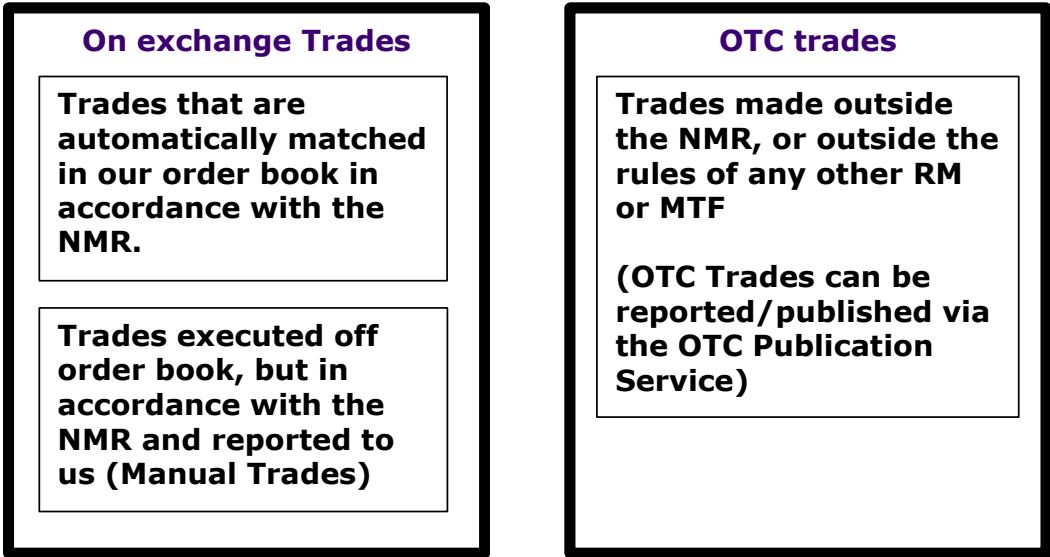 On exchange Trades
Trades that are
automatically matched
in our order book in
accordance with the
NMR.
Trades executed off
order book, but in
accordance with the
NMR and reported to
us (Manual Trades)
OTC trades
Trades made outside
the NMR, or outside the
rules of any other RM
or MTF
(OTC Trades can be
reported/published via
the OTC Publication
Service)